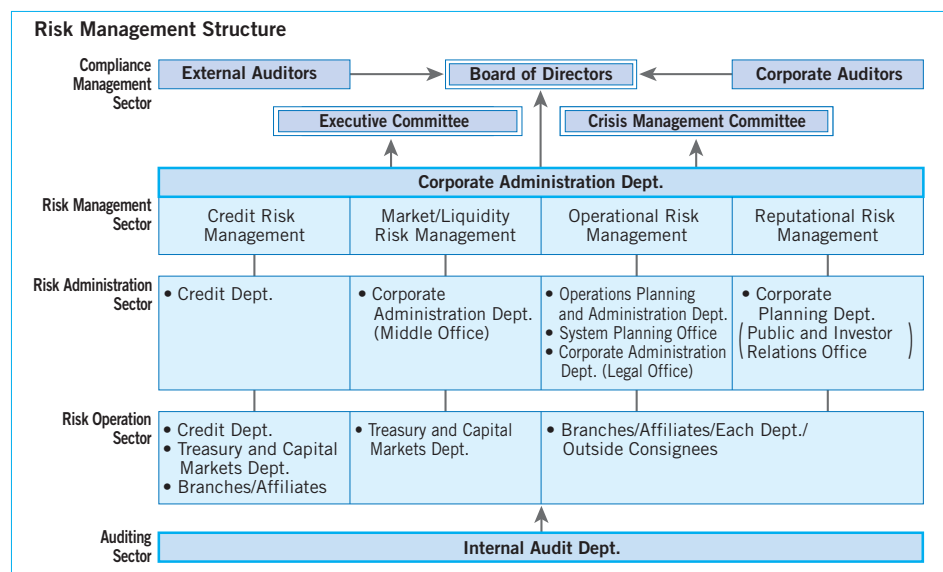 Risk Management Structure
Compliance
Management
Sector
External Auditors
Board of Directors
Corporate Auditors
Executive Committee
Crisis Management Committee
Corporate Administration Dept.
Risk Management
Sector
Credit Risk
Management
Market/Liquidity
Risk Management
Operational Risk
Management
Reputational Risk
Management
Risk Administration
Sector
• Credit Dept.
• Corporate
Administration Dept.
(Middle Office)
• Operations Planning
and Administration Dept.
• System Planning Office
• Corporate Administration
Dept. (Legal Office)
• Corporate
Planning Dept.
(Public and Investor
Relations Office)
Risk Operation
Sector
• Credit Dept.
• Treasury and Capital
Markets Dept.
• Branches/Affiliates
• Treasury and Capital
Markets Dept.
• Branches/Affiliates/Each Dept./
Outside Consignees
Auditing
Sector
Internal Audit Dept.